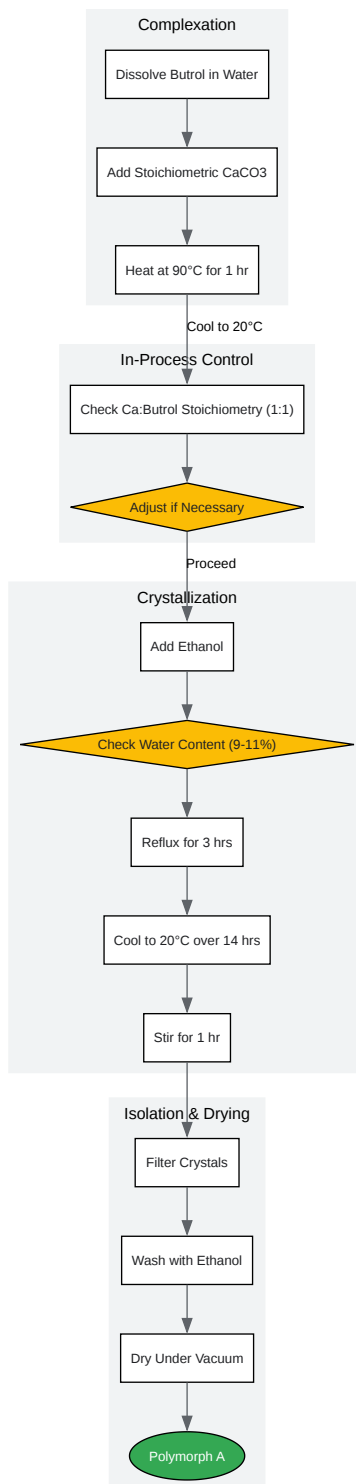 Complexation
Dissolve Butrol in Water
Add Stoichiometric CaCO3
Heat at 90°C for 1 hr
Cool to 20°C
In-Process Control
Check Ca:Butrol Stoichiometry (1:1)
Adjust if Necessary
Proceed
Crystallization
Add Ethanol
Check Water Content (9-11%)
Reflux for 3 hrs
Cool to 20°C over 14 hrs
Stir for 1 hr
Isolation & Drying
Filter Crystals
Wash with Ethanol
Dry Under Vacuum
Polymorph A